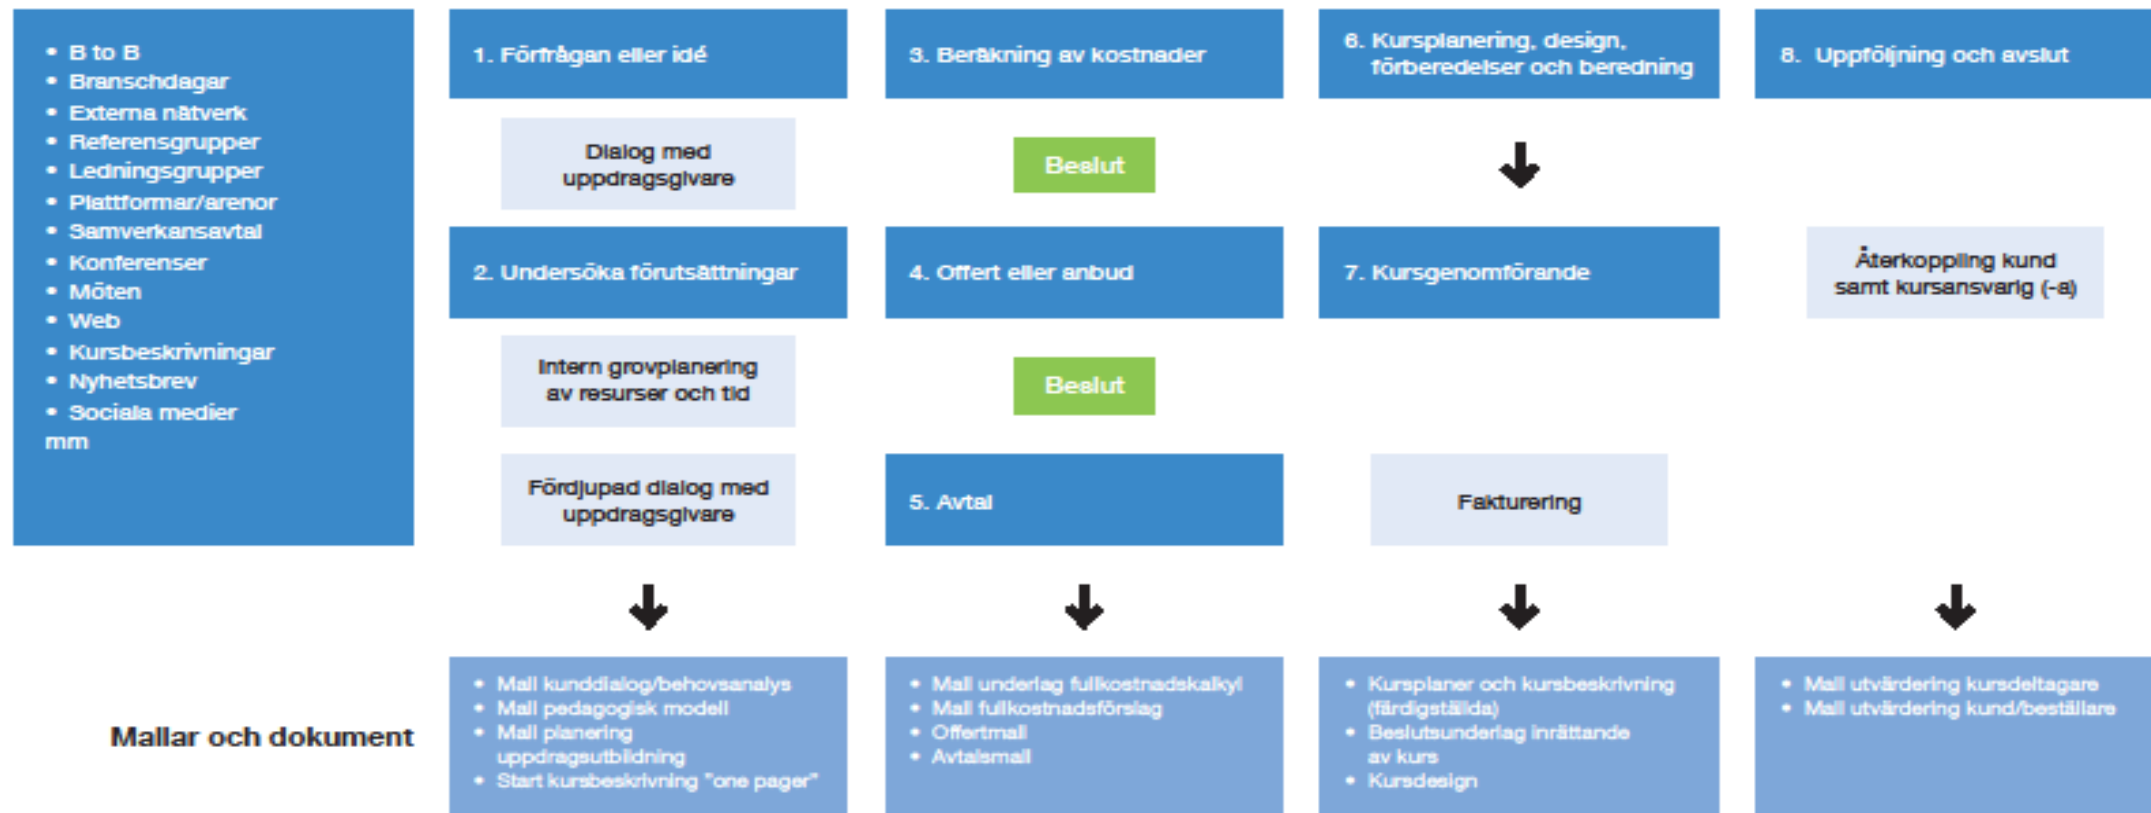 • B to B
• Branschdagar
• Externa nätverk
• Referensgrupper
• Ledningsgrupper
• Plattformar/arenor
• Samverkansavtal
• Konferenser
• Möten
• Web
• Kursbeskrivningar
• Nyhetsbrev
• Sociala medier
mm
1. Förfrågan eller idé
Dialog med
uppdragsgivare
2. Undersöka förutsättningar
Intern grovplanering
av resurser och tid
Fördjupad dialog med
uppdragsgivare
3. Beräkning av kostnader
Beslut
4. Offert eller anbud
Beslut
5. Avtal
6. Kursplanering, design,
förberedelser och beredning
7. Kursgenomförande
Fakturering
8. Uppföljning och avslut
Återkoppling kund
samt kursansvarig (-a)
Mallar och dokument
• Mall kunddialog/behovsanalys
• Mall pedagogisk modell
• Mall planering
uppdragsutbildning
• Start kursbeskrivning "one pager"
• Mall underlag fullkostnadskalkyl
• Mall fullkostnadsförslag
• Offertmall
• Avtalsmall
• Kursplaner och kursbeskrivning
(färdigställda)
• Beslutsunderlag inrättande
av kurs
• Kursdesign
• Mall utvärdering kursdeltagare
• Mall utvärdering kund/beställare